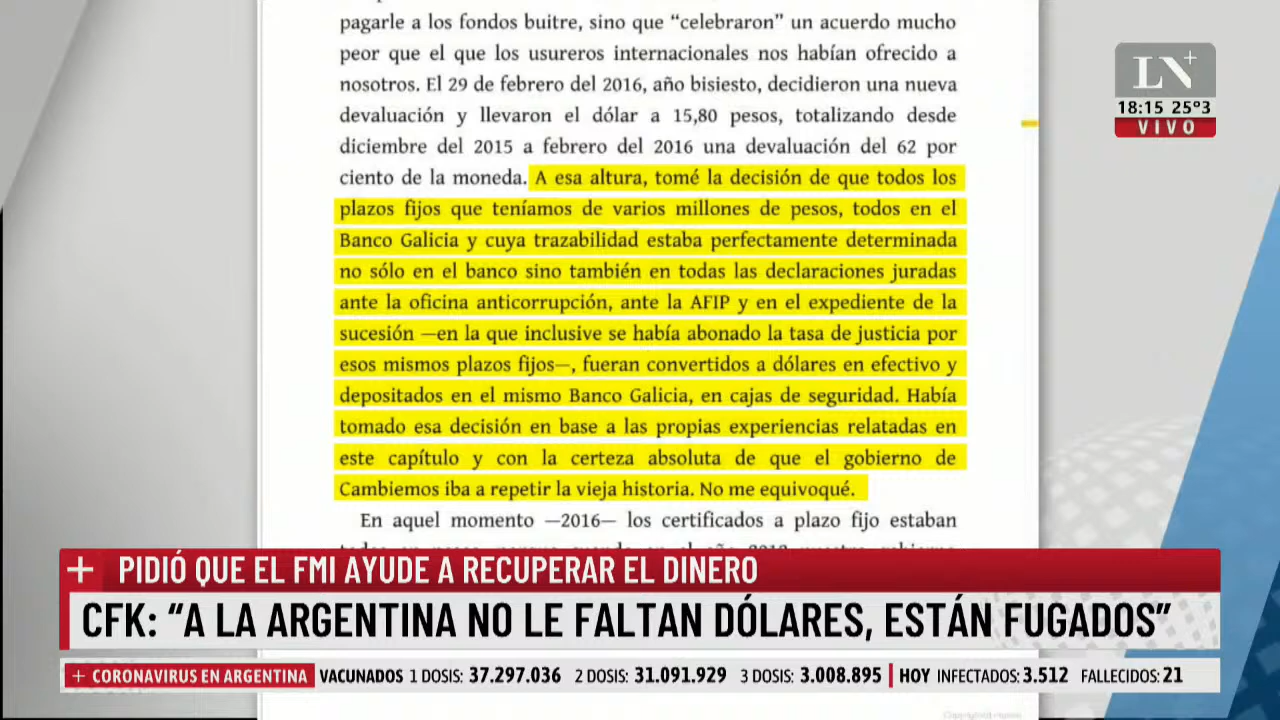 pagarle a los fondos buitre, sino que “celebraron” un acuerdo mucho
peor que el que los usureros internacionales nos habían ofrecido a
nosotros. El 29 de febrero del 2016, año bisiesto, decidieron una nueva
devaluación y llevaron el dólar a 15,80 pesos, totalizando desde
diciembre del 2015 a febrero del 2016 una devaluación del 62 por
ciento de la moneda. A esa altura, tomé la decisión de que todos los
plazos fijos que teníamos de varios millones de pesos, todos en el
Banco Galicia y cuya trazabilidad estaba perfectamente determinada
no sólo en el banco sino también en todas las declaraciones juradas
ante la oficina anticorrupción, ante la AFIP y en el expediente de la
sucesión —en la que inclusive se había abonado la tasa de justicia por
esos mismos plazos fijos—, fueran convertidos a dólares en efectivo y
depositados en el mismo Banco Galicia, en cajas de seguridad. Había
tomado esa decisión en base a las propias experiencias relatadas en
este capítulo y con la certeza absoluta de que el gobierno de
Cambiemos iba a repetir la vieja historia. No me equivoqué.
En aquel momento —2016— los certificados a plazo fijo estaban
LN+
18:15 25°3
VIVO
+ PIDIÓ QUE EL FMI AYUDE A RECUPERAR EL DINERO
CFK: “A LA ARGENTINA NO LE FALTAN DÓLARES, ESTÁN FUGADOS”
+ CORONAVIRUS EN ARGENTINA VACUNADOS 1 DOSIS: 37.297.036 2 DOSIS: 31.091.929 3 DOSIS: 3.008.895 HOY INFECTADOS: 3.512 FALLECIDOS: 21